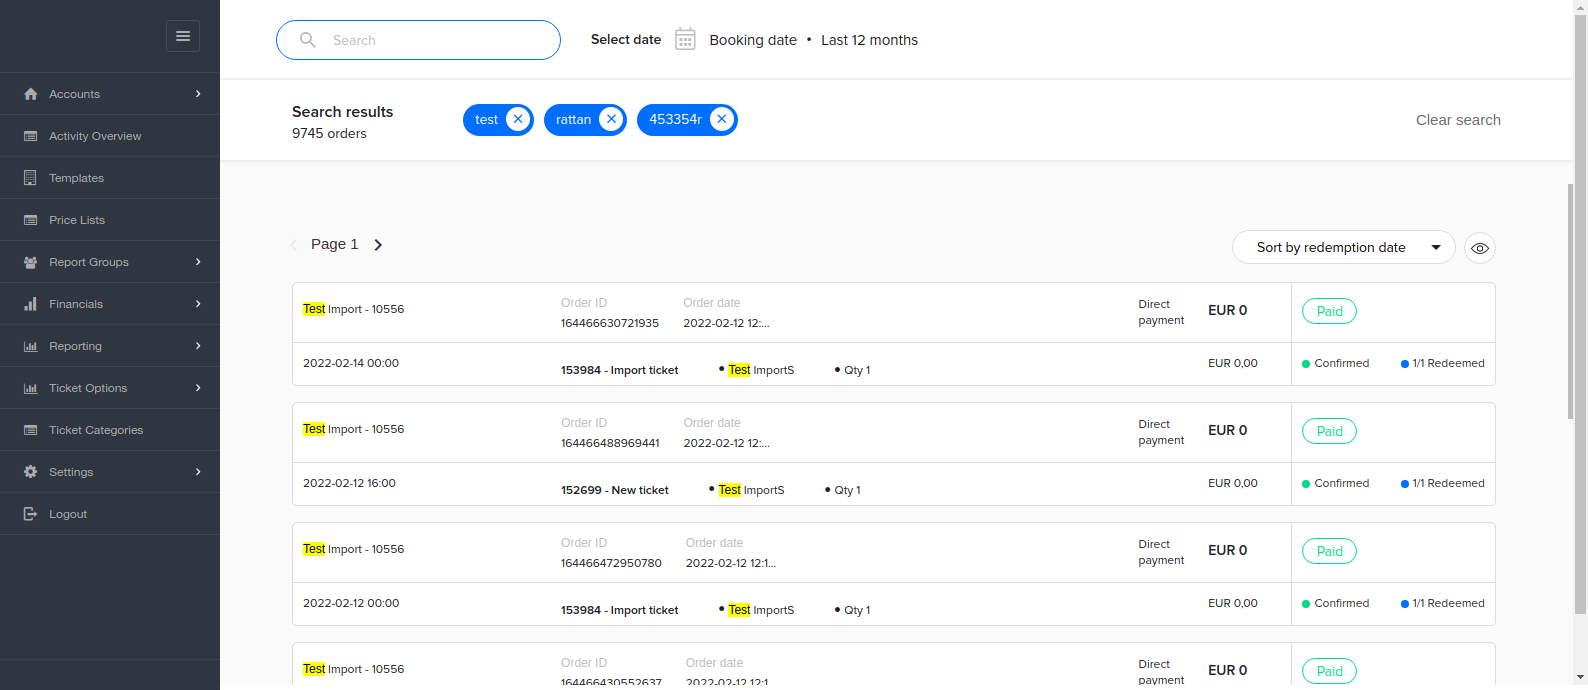 Search
Select date
Booking date • Last 12 months
Accounts
Activity Overview
Templates
Price Lists
Report Groups
Financials
Reporting
Ticket Options
Ticket Categories
Settings
Logout
Search results
9745 orders
test
rattan
453354r
Clear search
Page 1
Sort by redemption date
Test Import - 10556
Order ID
164466630721935
Order date
2022-02-12 12:...
Direct
payment
EUR 0
Paid
2022-02-14 00:00
153984 - Import ticket • Test ImportS • Qty 1
EUR 0,00
Confirmed
1/1 Redeemed
Test Import - 10556
Order ID
164466488969441
Order date
2022-02-12 12:...
Direct
payment
EUR 0
Paid
2022-02-12 16:00
152699 - New ticket • Test ImportS • Qty 1
EUR 0,00
Confirmed
1/1 Redeemed
Test Import - 10556
Order ID
164466472950780
Order date
2022-02-12 12:1...
Direct
payment
EUR 0
Paid
2022-02-12 00:00
153984 - Import ticket • Test ImportS • Qty 1
EUR 0,00
Confirmed
1/1 Redeemed
Test Import - 10556
Order ID
164466430552637
Order date
2022-02-12 12:1...
Direct
payment
EUR 0
Paid